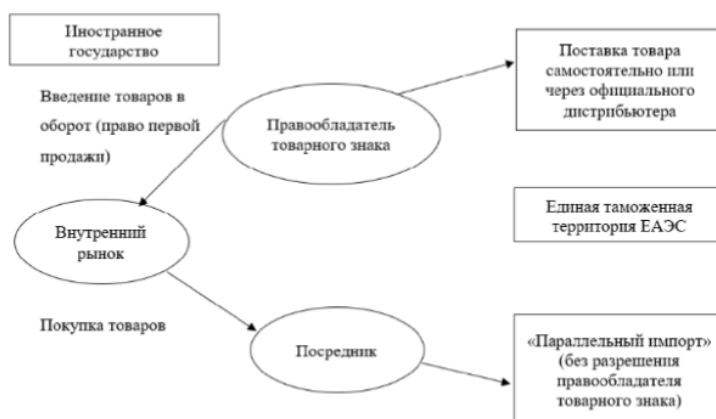 Иностранное
государство
Поставка товара
самостоятельно или
через официального
дистрибьютера
Введение товаров в
оборот (право первой
продажи)
Правообладатель
товарного знака
Единая таможенная
территория ЕАЭС
Внутренний
рынок
Покупка товаров
Посредник
«Параллельный импорт»
(без разрешения
правообладателя
товарного знака)